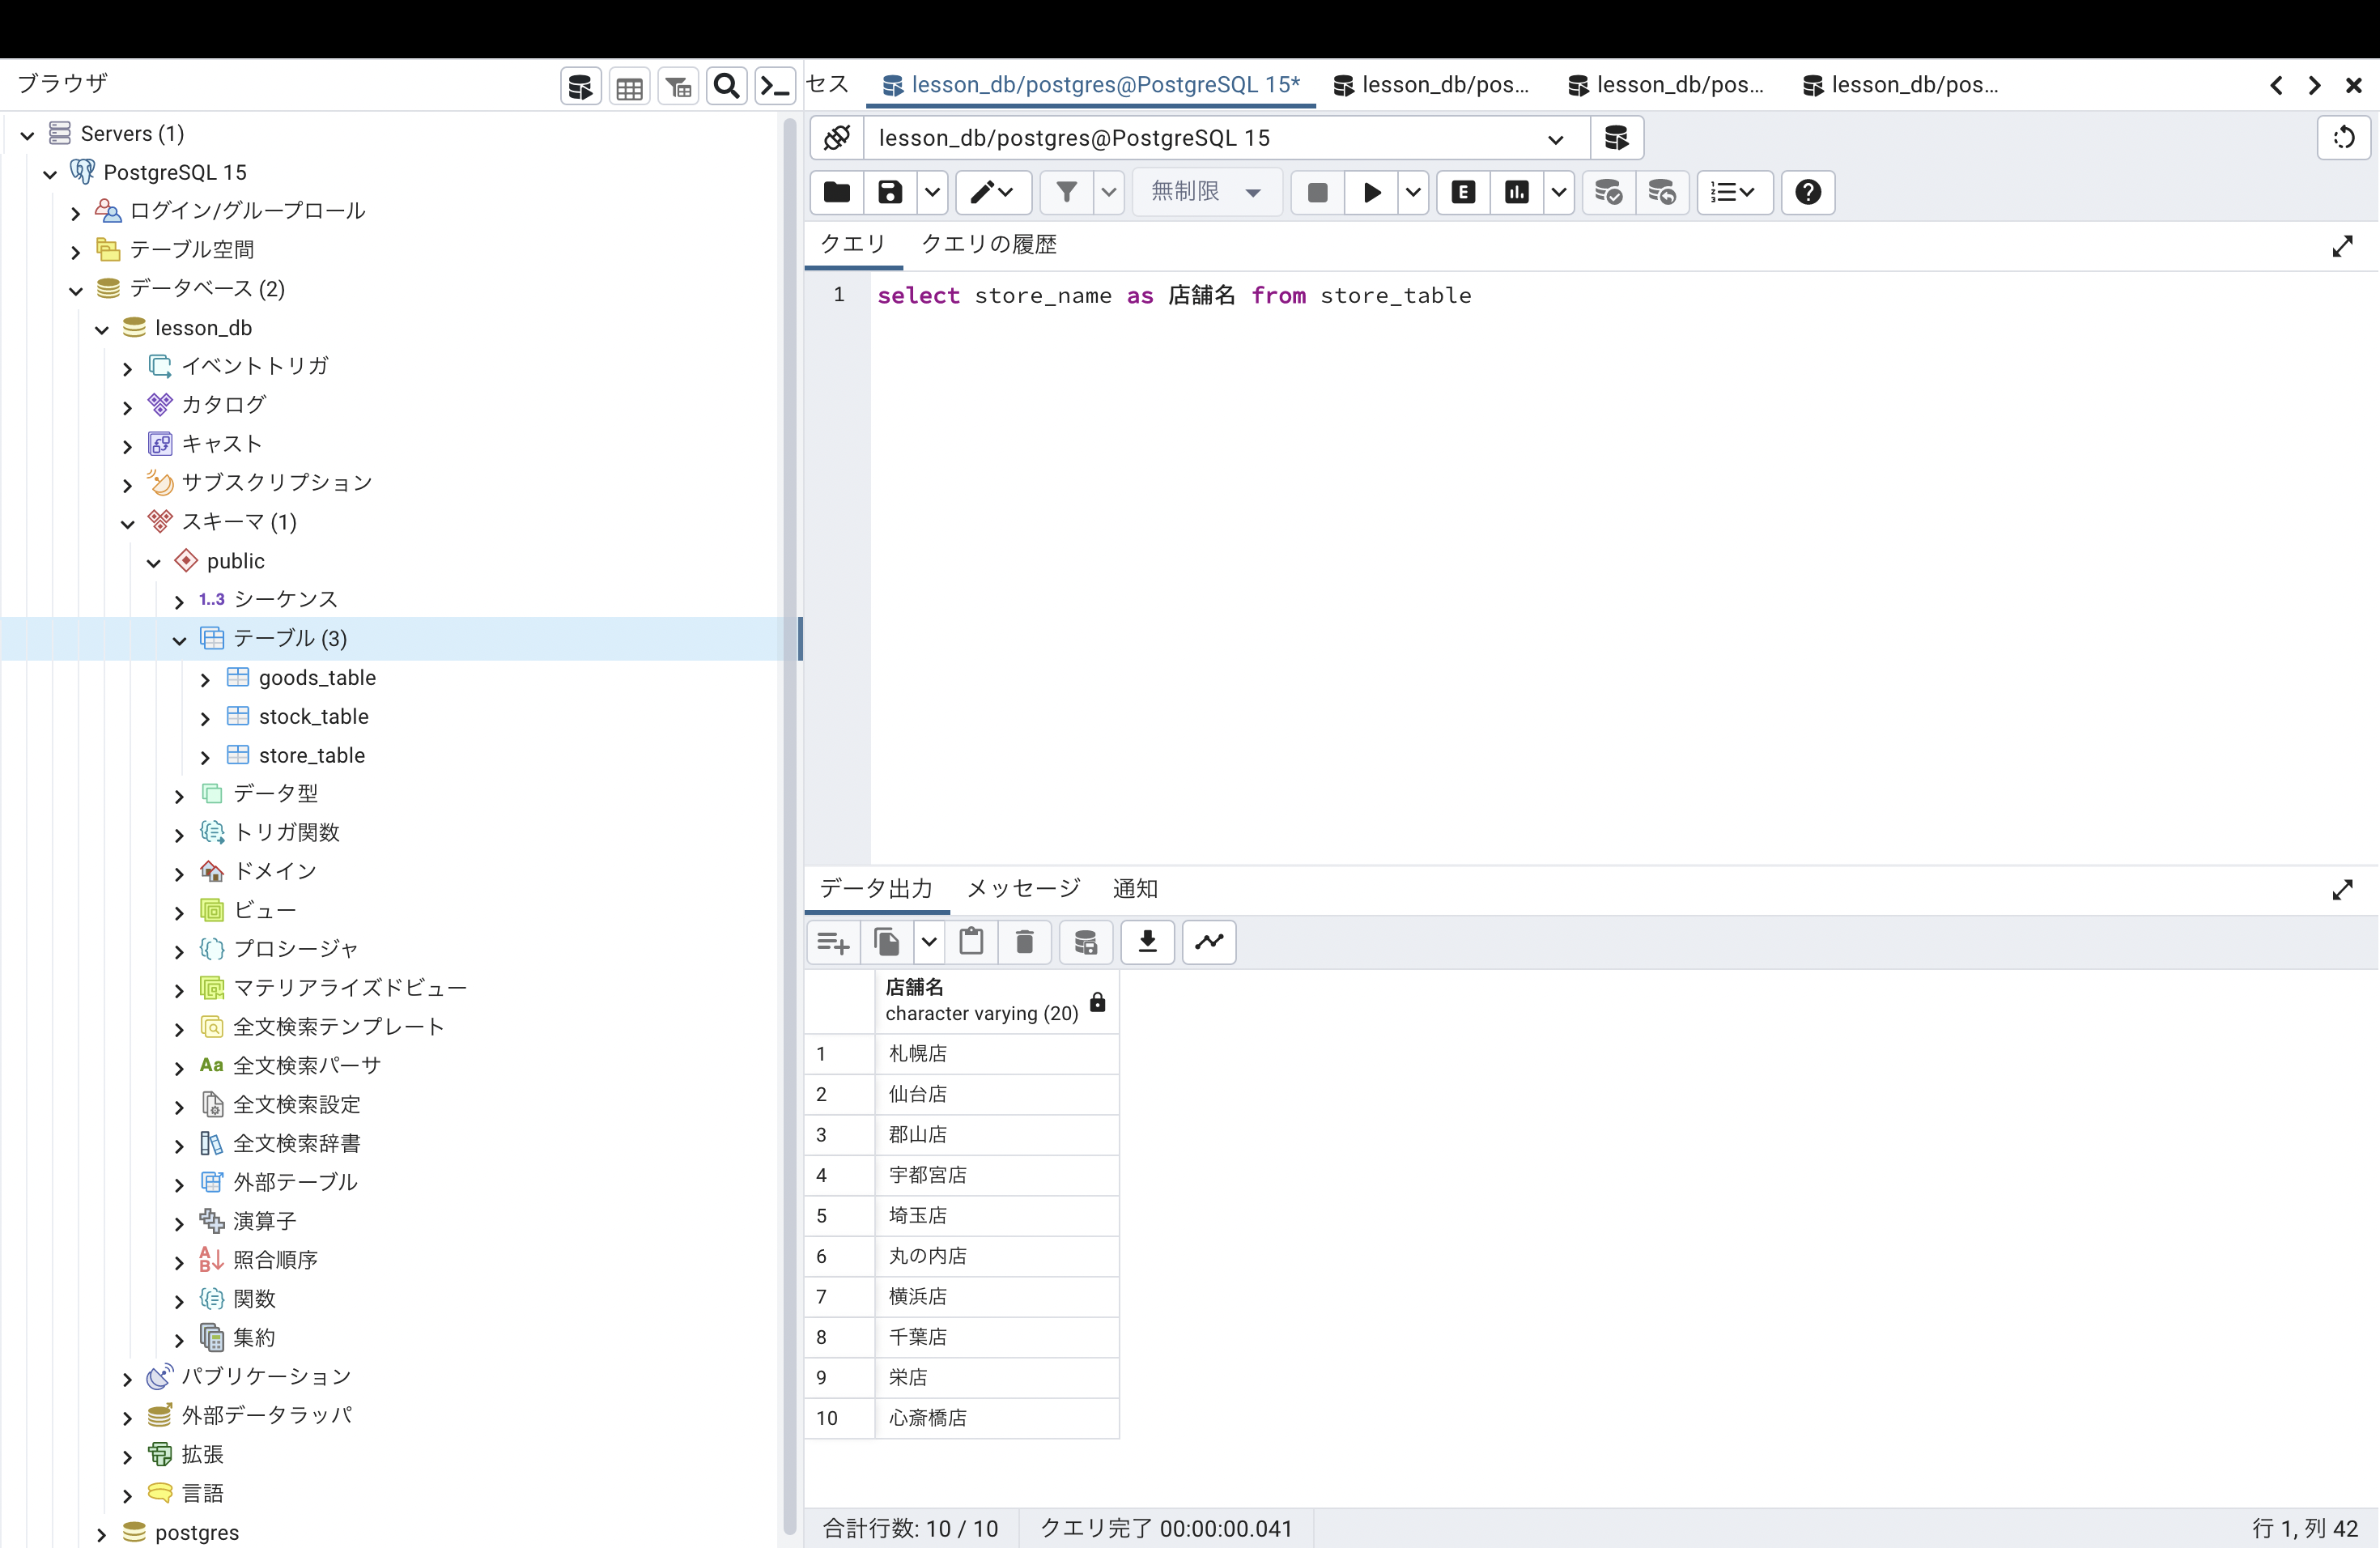 ブラウザ
Servers (1)
PostgreSQL 15
ログイン/グループロール
テーブル空間
データベース (2)
lesson_db
イベントトリガ
カタログ
キャスト
サブスクリプション
スキーマ (1)
public
1..3 シーケンス
テーブル (3)
goods_table
stock_table
store_table
データ型
トリガ関数
ドメイン
ビュー
プロシージャ
マテリアライズドビュー
全文検索テンプレート
Aa 全文検索パーサ
全文検索設定
全文検索辞書
外部テーブル
演算子
照合順序
関数
集約
パブリケーション
外部データラッパ
拡張
言語
postgres
セス lesson_db/postgres@PostgreSQL 15* lesson_db/pos... lesson_db/pos... lesson_db/pos...
lesson_db/postgres@PostgreSQL 15
無制限
クエリ クエリの履歴
1 select store_name as 店舗名 from store_table
データ出力 メッセージ 通知
店舗名
character varying (20)
1 札幌店
2 仙台店
3 郡山店
4 宇都宮店
5 埼玉店
6 丸の内店
7 横浜店
8 千葉店
9 栄店
10 心斎橋店
合計行数: 10 / 10 クエリ完了 00:00:00.041 行 1, 列 42